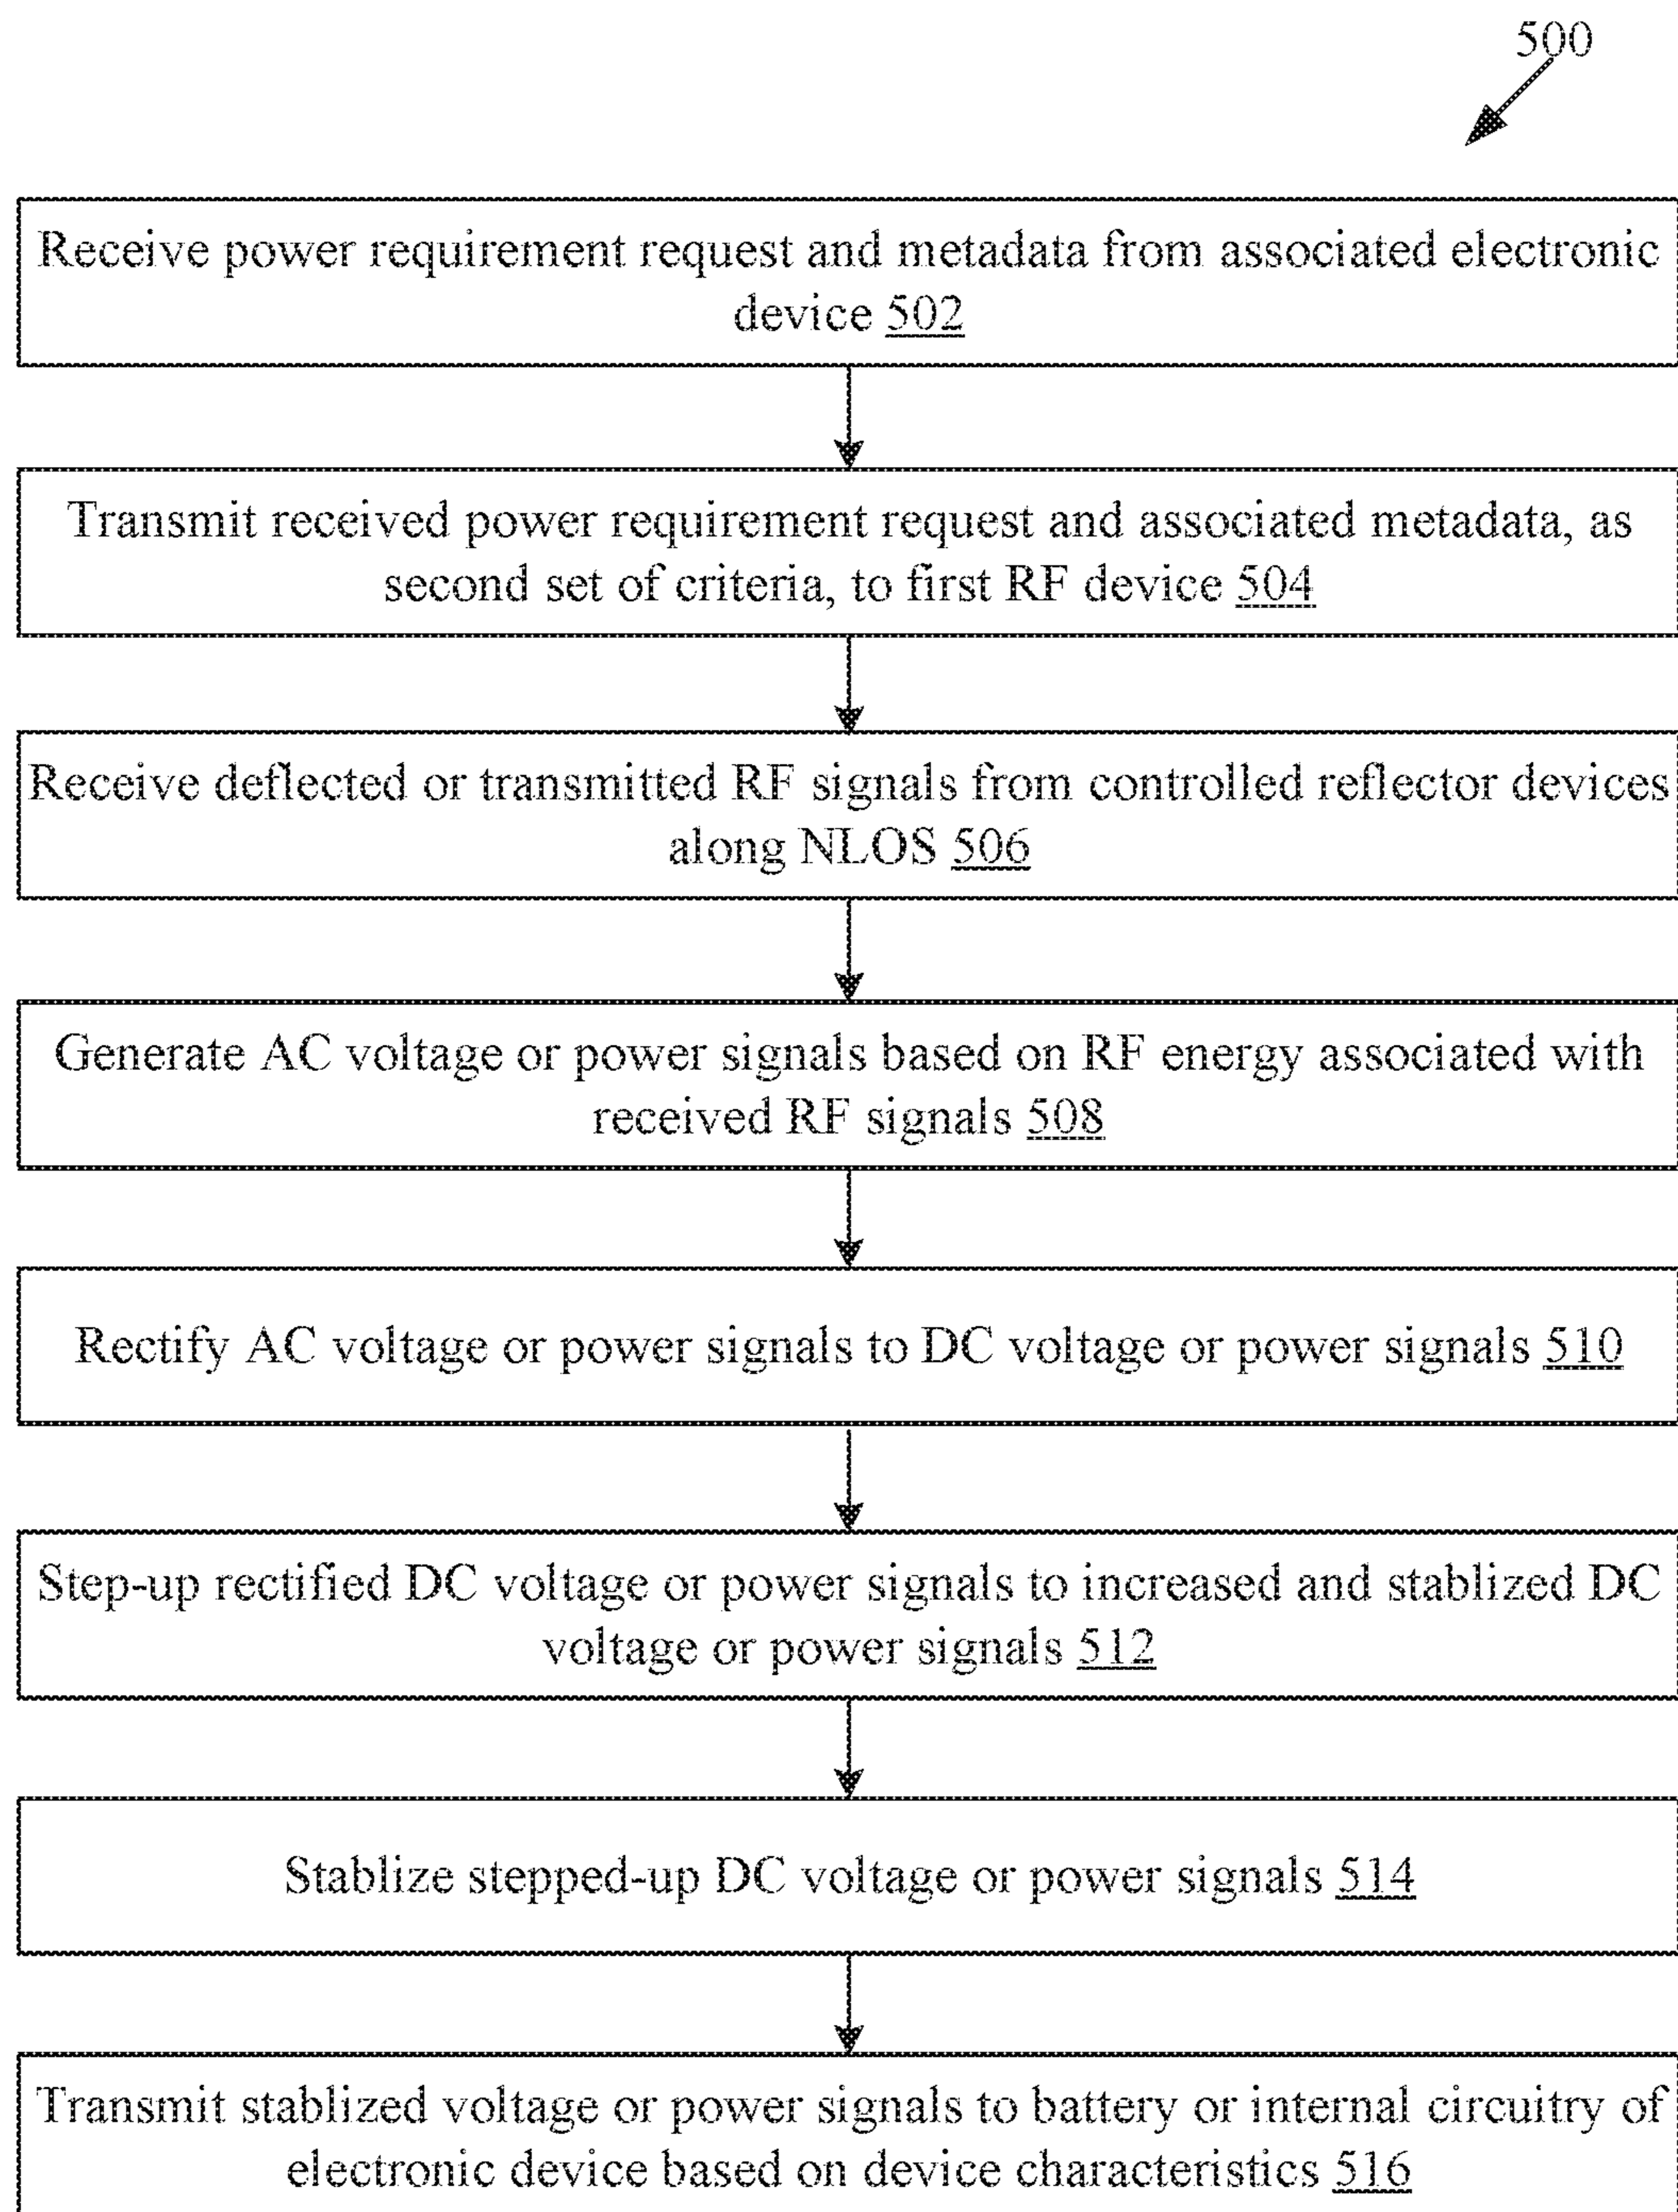 500
Receive power requirement request and metadata from associated electronic
device 502
Transmit received power requirement request and associated metadata, as
second set of criteria, to first RF device 504
Receive deflected or transmitted RF signals from controlled reflector devices
along NLOS 506
Generate AC voltage or power signals based on RF energy associated with
received RF signals 508
Rectify AC voltage or power signals to DC voltage or power signals 510
Step-up rectified DC voltage or power signals to increased and stablized DC
voltage or power signals 512
Stablize stepped-up DC voltage or power signals 514
Transmit stablized voltage or power signals to battery or internal circuitry of
electronic device based on device characteristics 516